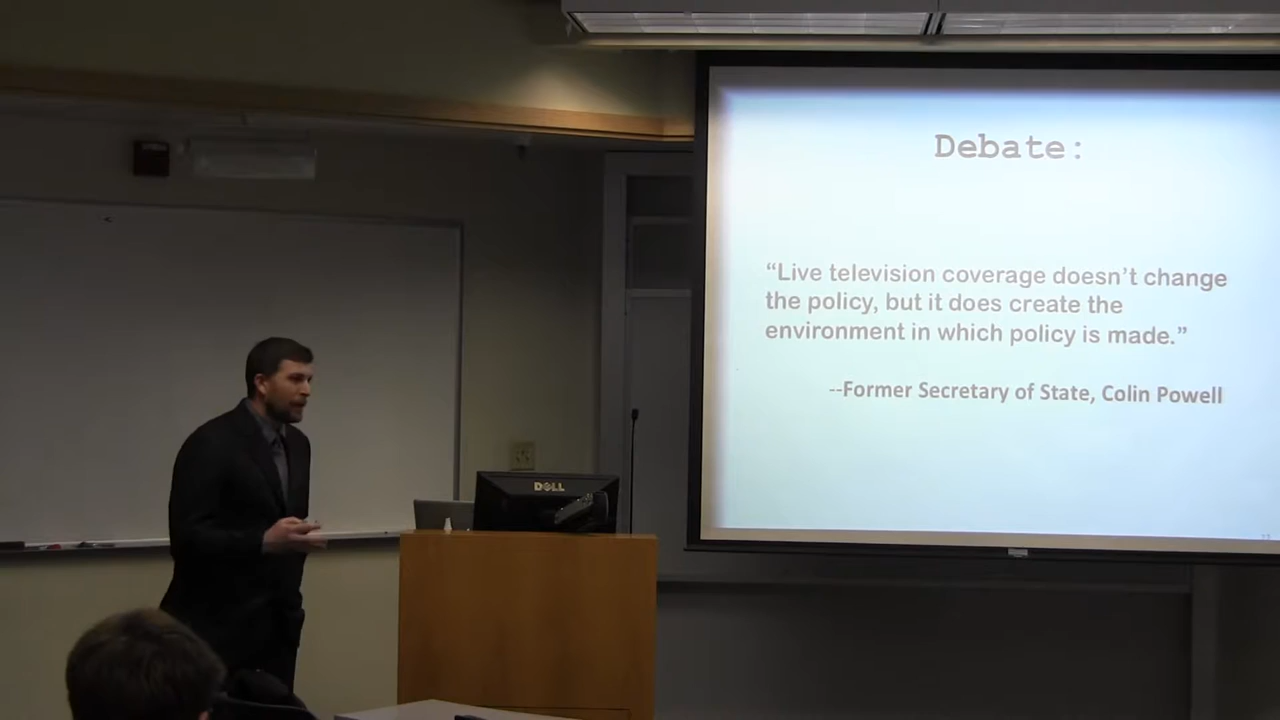 Debate:
“Live television coverage doesn’t change
the policy, but it does create the
environment in which policy is made.”
--Former Secretary of State, Colin Powell
DELL